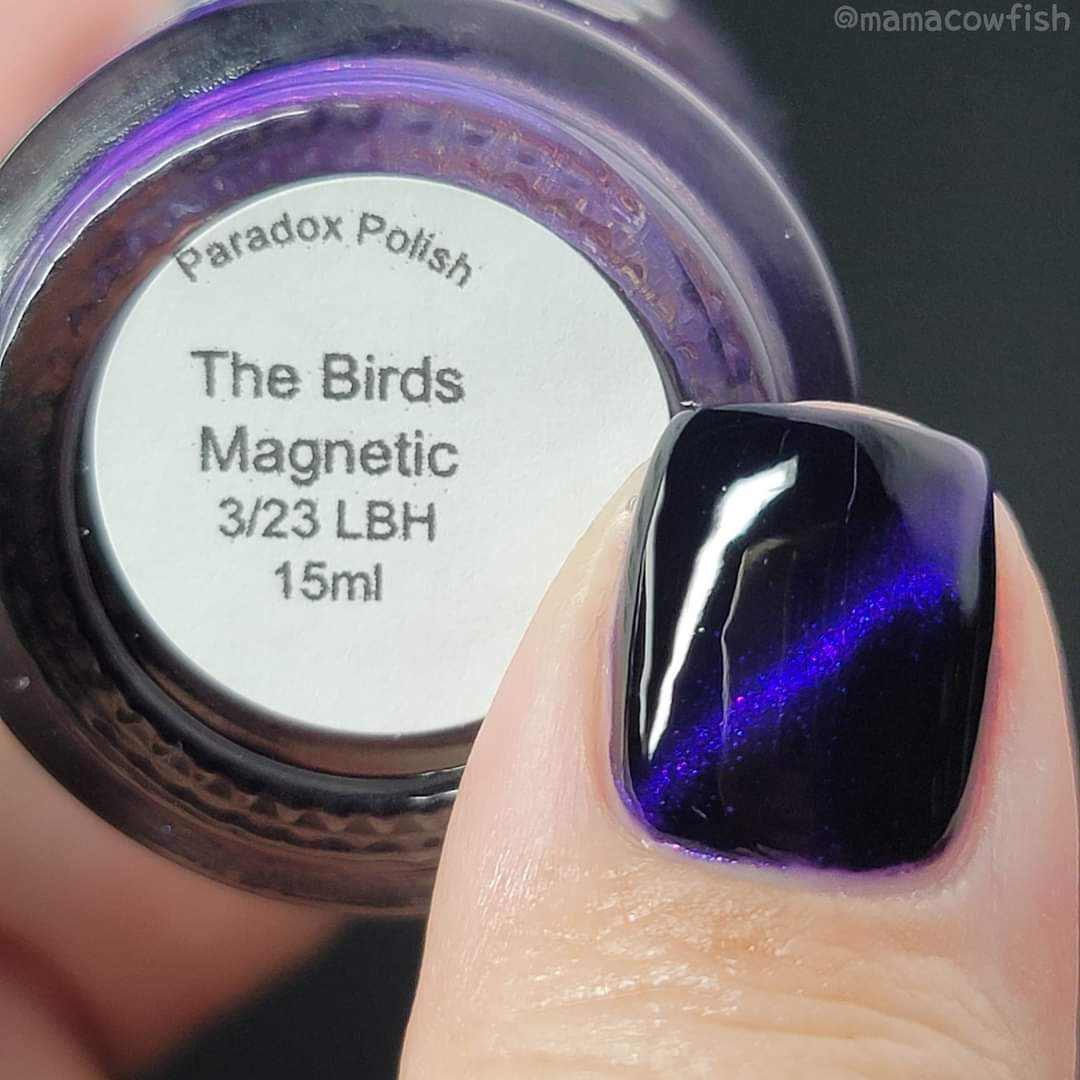 @mamacowfish
Paradox Polish
The Birds
Magnetic
3/23 LBH
15ml